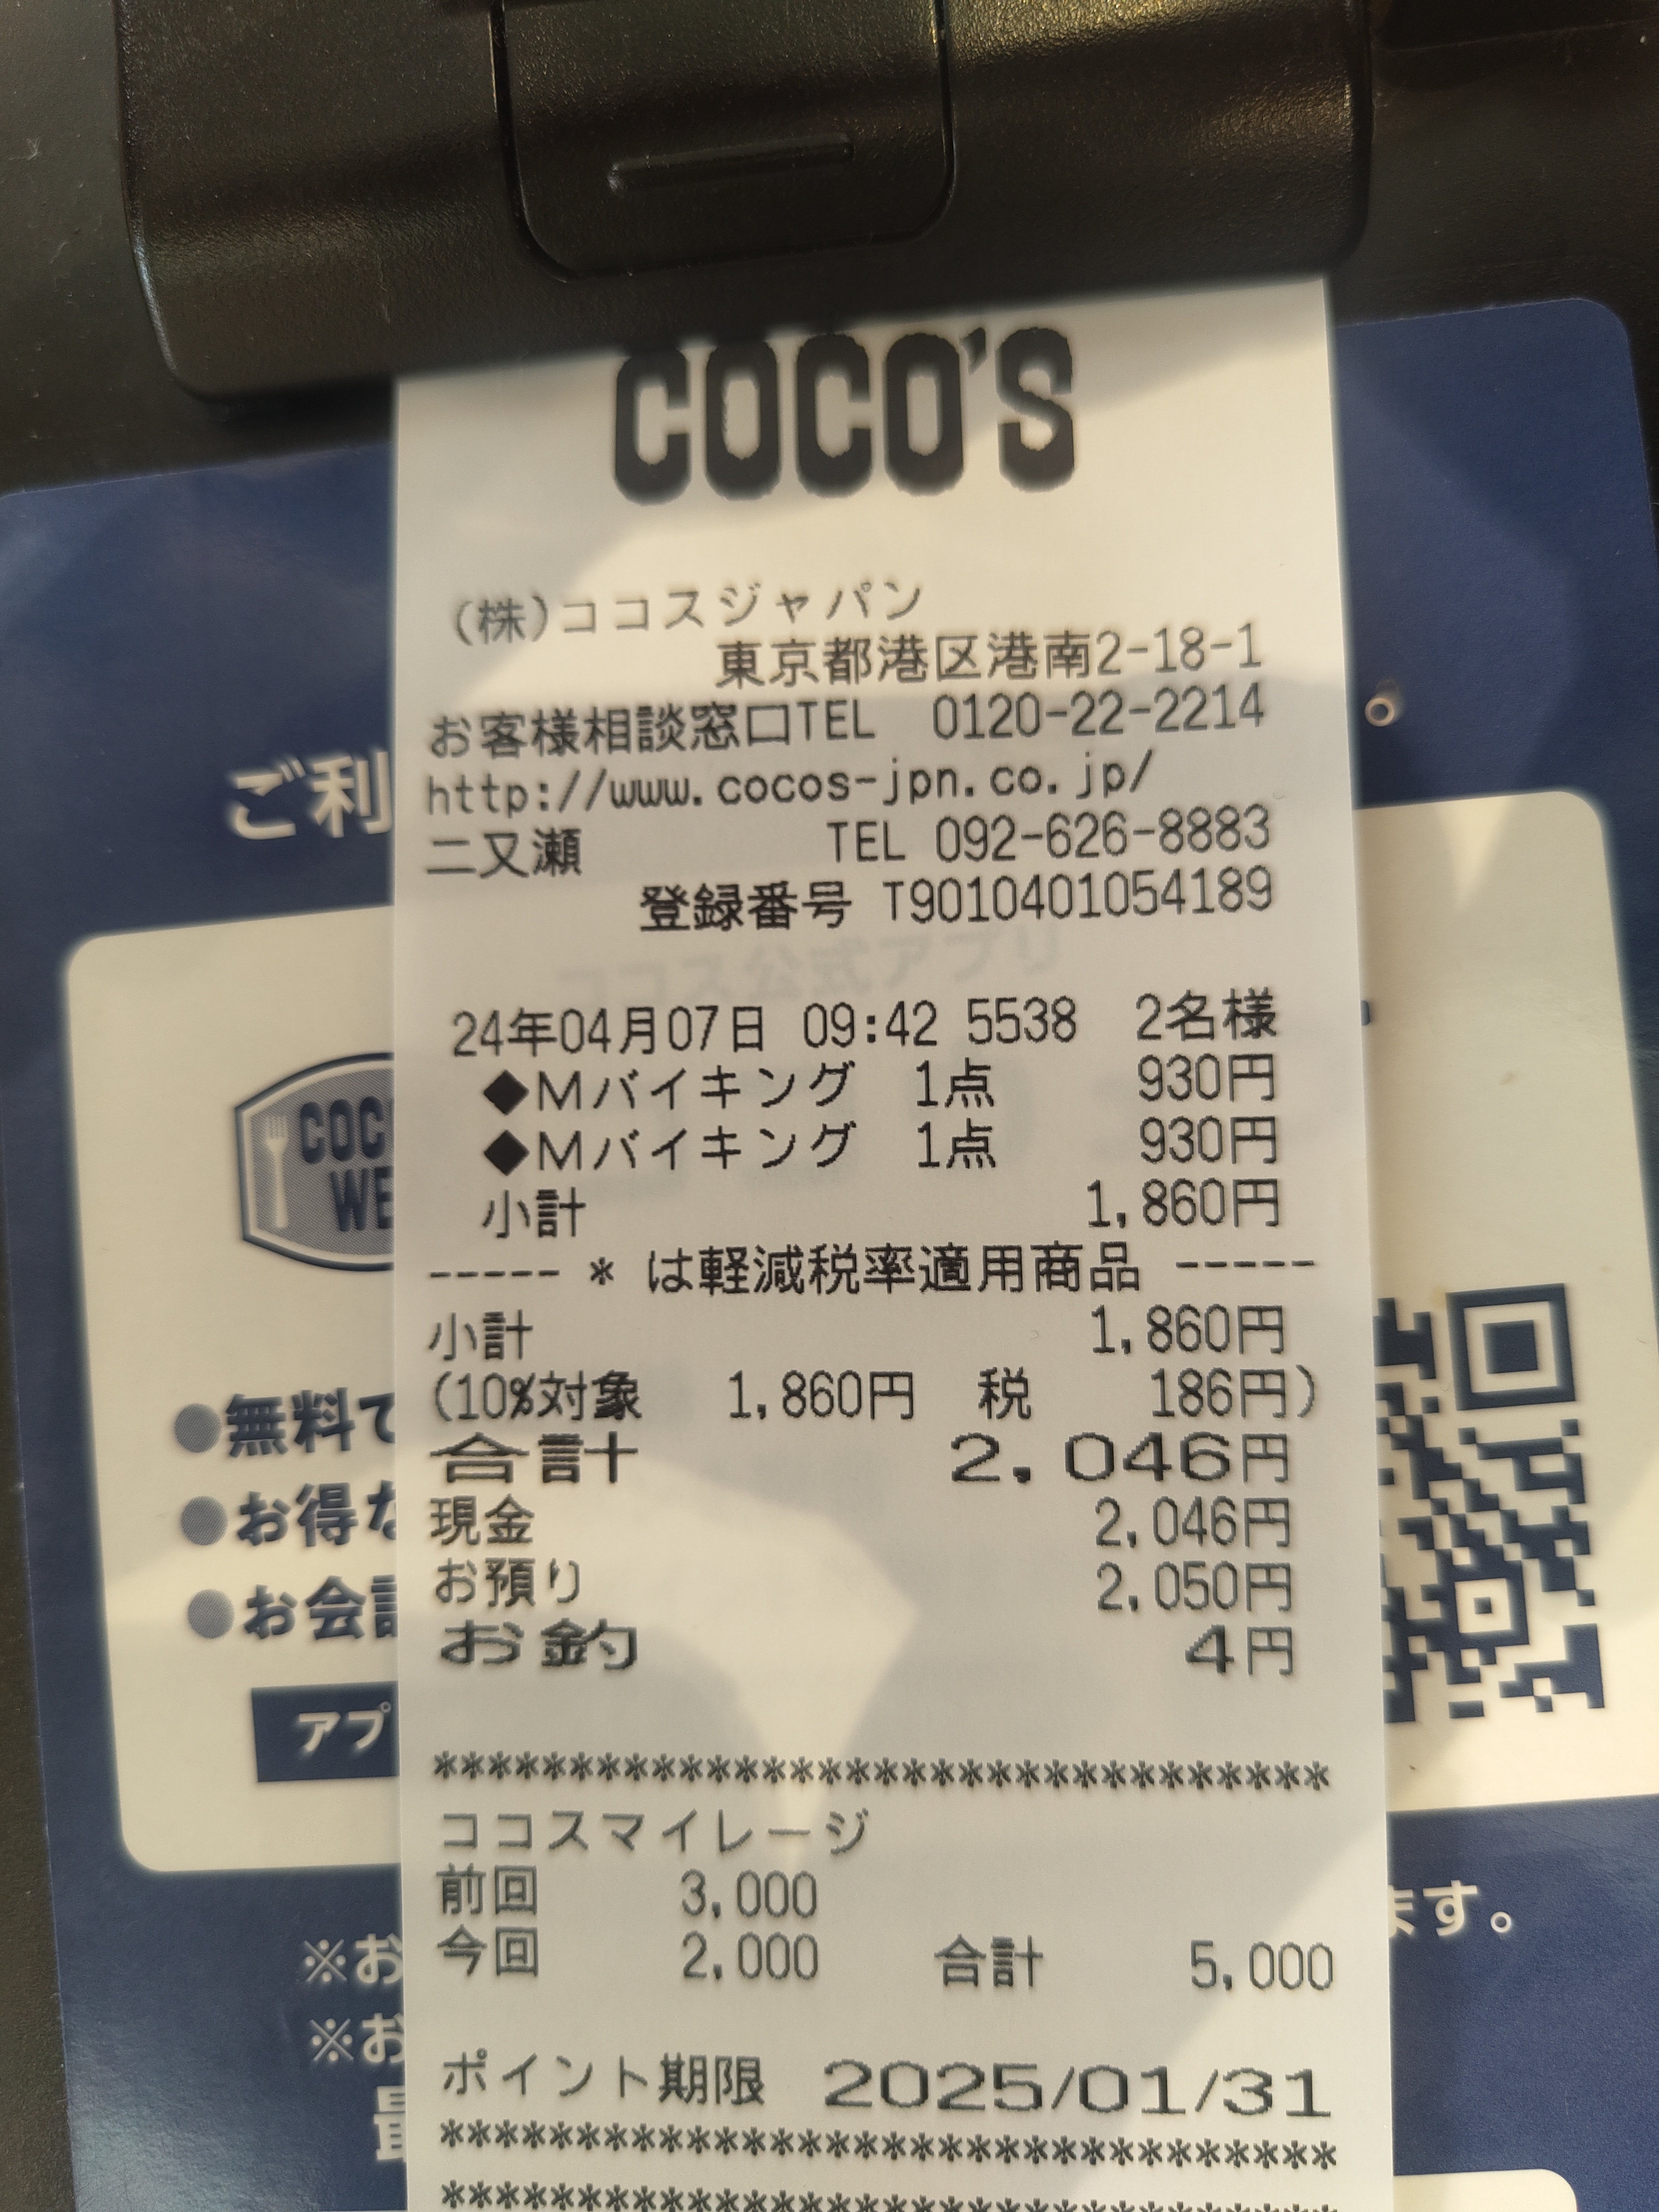 COCO'S
(株)ココスジャパン
東京都港区港南2-18-1
お客様相談窓口TEL 0120-22-2214
http://www.cocos-jpn.co.jp/
二又瀬 TEL 092-626-8883
登録番号 T9010401054189
24年04月07日 09:42 5538 2名様
◆Mバイキング 1点 930円
◆Mバイキング 1点 930円
小計 1,860円
----- * は軽減税率適用商品 -----
小計 1,860円
(10%対象 1,860円 税 186円)
合計 2,046円
現金 2,046円
お預り 2,050円
お釣 4円
********************************
ココスマイレージ
前回 3,000
今回 2,000 合計 5,000
ポイント期限 2025/01/31
********************************
********************************
ご利
COC
WE
●無料で
●お得な
●お会計
アプ
ます。
※お
※お